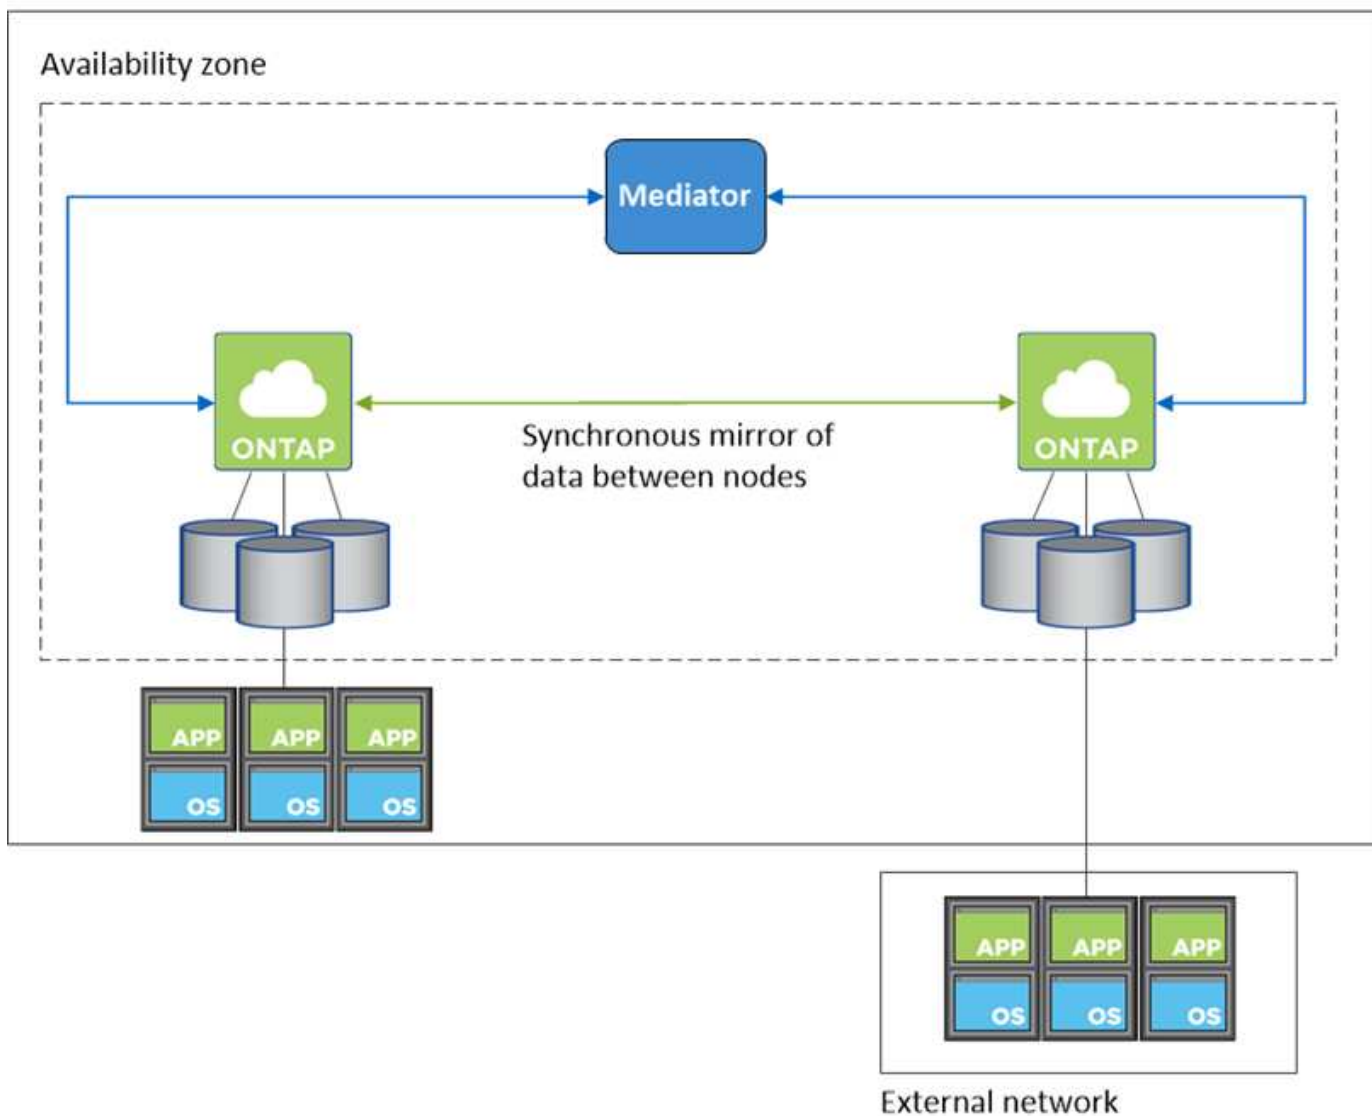 Availability zone
Mediator
ONTAP
ONTAP
Synchronous mirror of
data between nodes
APP APP APP
OS OS OS
APP APP APP
OS OS OS
External network